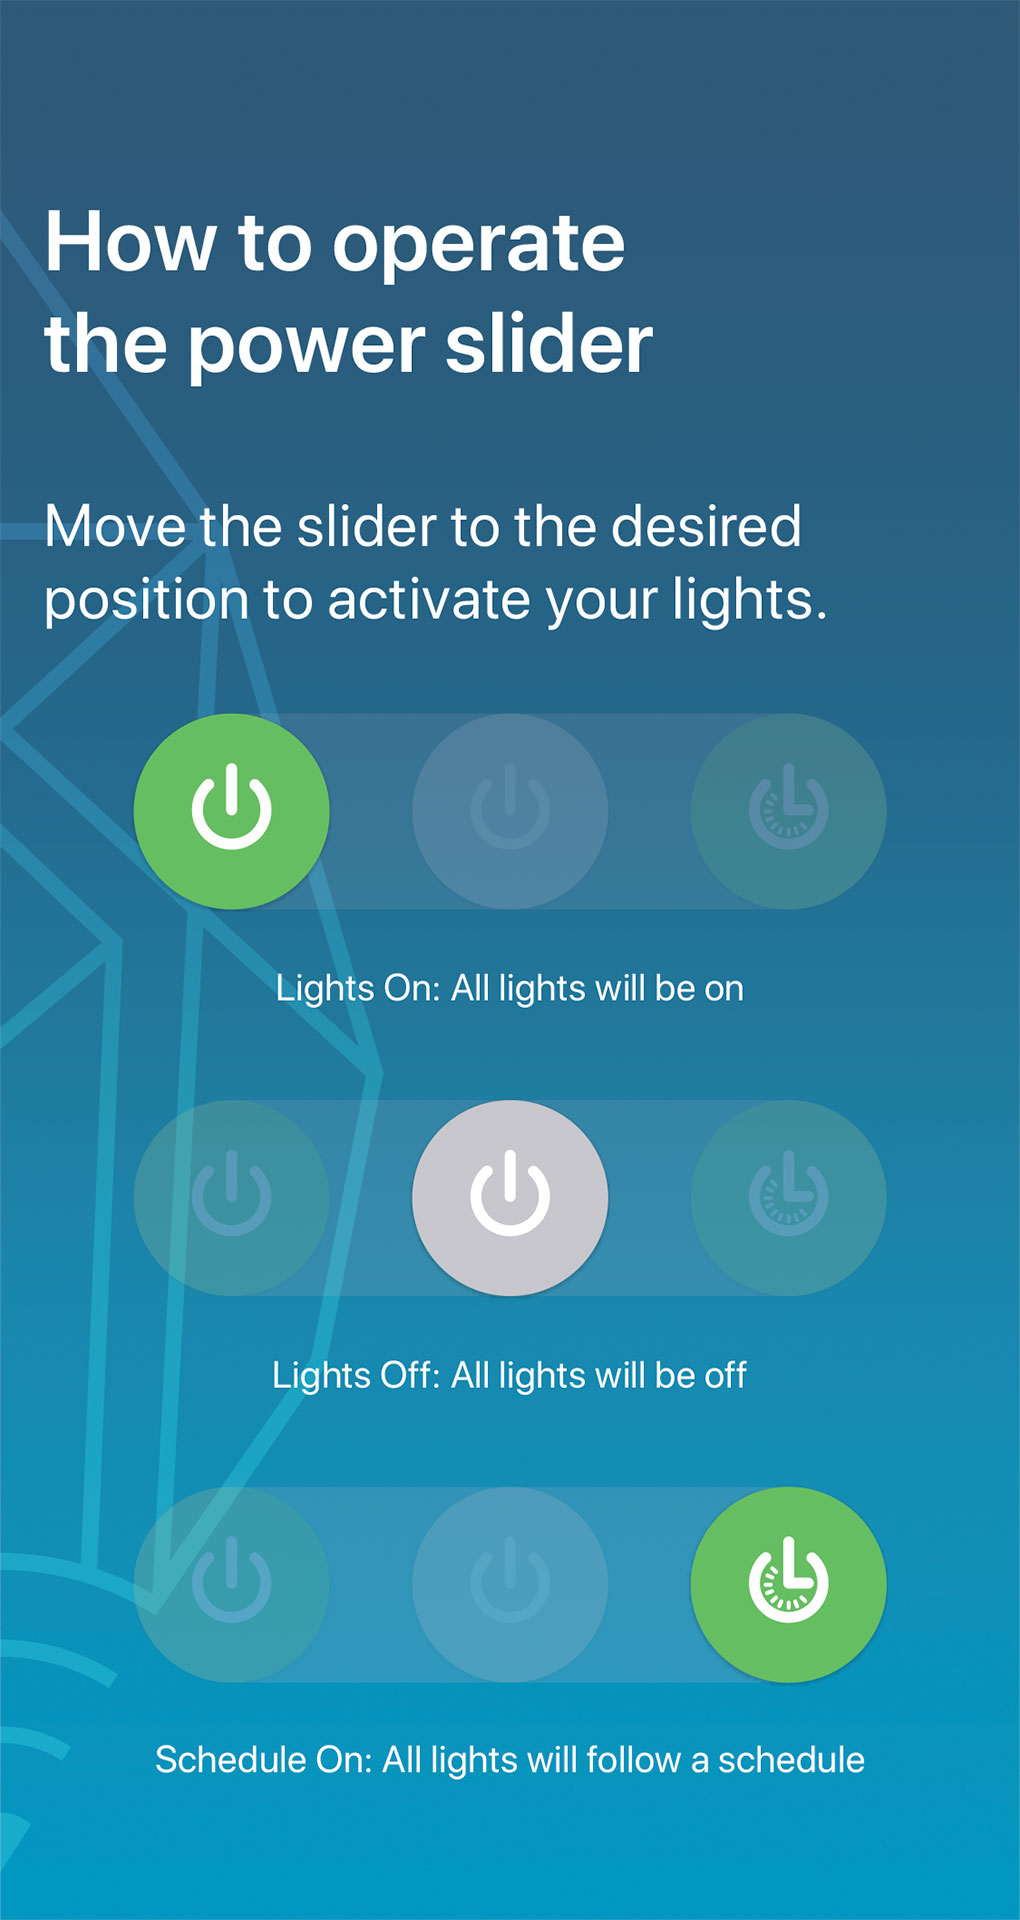 How to operate
the power slider
Move the slider to the desired
position to activate your lights.
Lights On: All lights will be on
Lights Off: All lights will be off
Schedule On: All lights will follow a schedule